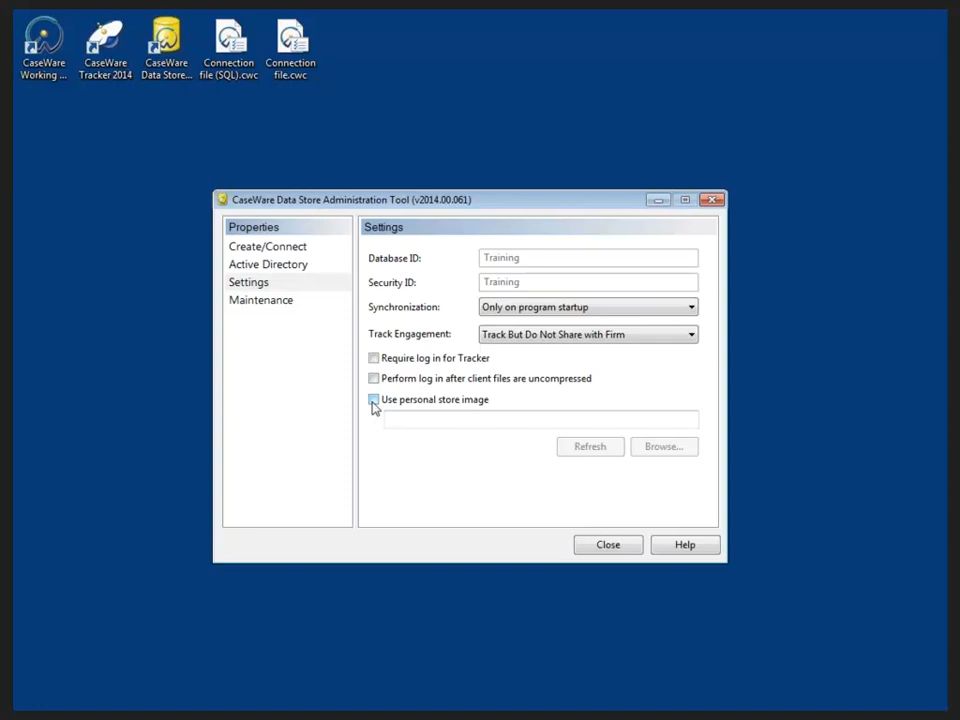 CaseWare CaseWare CaseWare Connection Connection
Working ... Tracker 2014 Data Store... file (SQL).cwc file.cwc
CaseWare Data Store Administration Tool (v2014.00.061)
Properties
Create/Connect
Active Directory
Settings
Maintenance
Settings
Database ID: Training
Security ID: Training
Synchronization: Only on program startup
Track Engagement: Track But Do Not Share with Firm
Require log in for Tracker
Perform log in after client files are uncompressed
Use personal store image
Refresh Browse...
Close Help